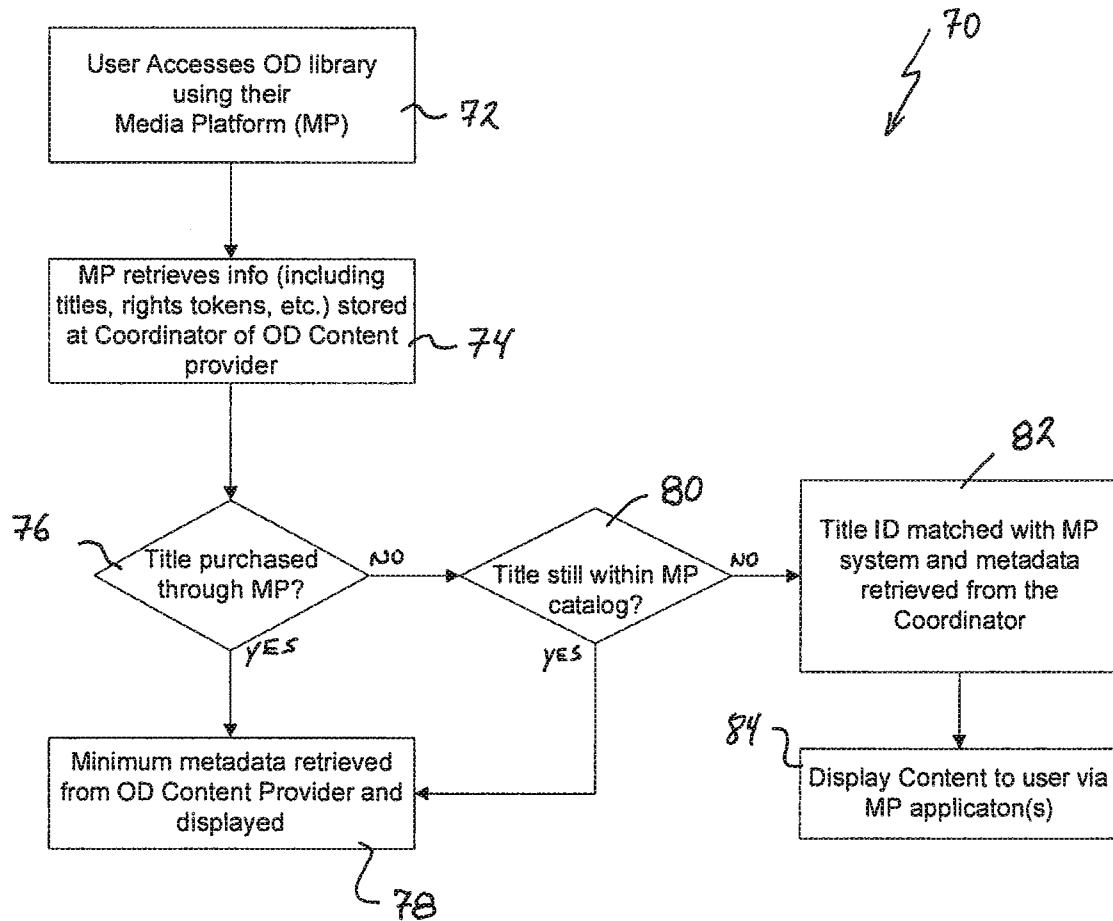 70
User Accesses OD library
using their
Media Platform (MP)
72
MP retrieves info (including
titles, rights tokens, etc.) stored
at Coordinator of OD Content
provider
74
76
Title purchased
through MP?
NO
YES
80
Title still within MP
catalog?
NO
YES
82
Title ID matched with MP
system and metadata
retrieved from the
Coordinator
Minimum metadata retrieved
from OD Content Provider and
displayed
78
84
Display Content to user via
MP applicaton(s)